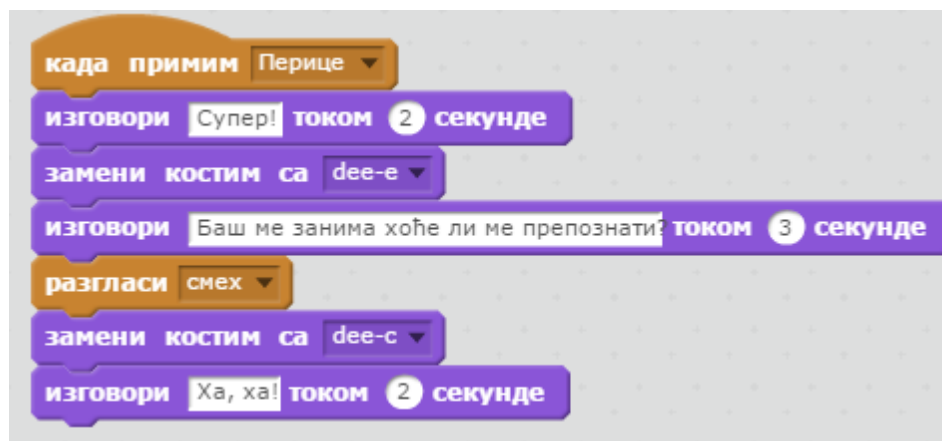 када примим Перице
изговори Супер! током 2 секунде
замени костим са dee-e
изговори Баш ме занима хоће ли ме препознати? током 3 секунде
разгласи смех
замени костим са dee-c
изговори Ха, ха! током 2 секунде